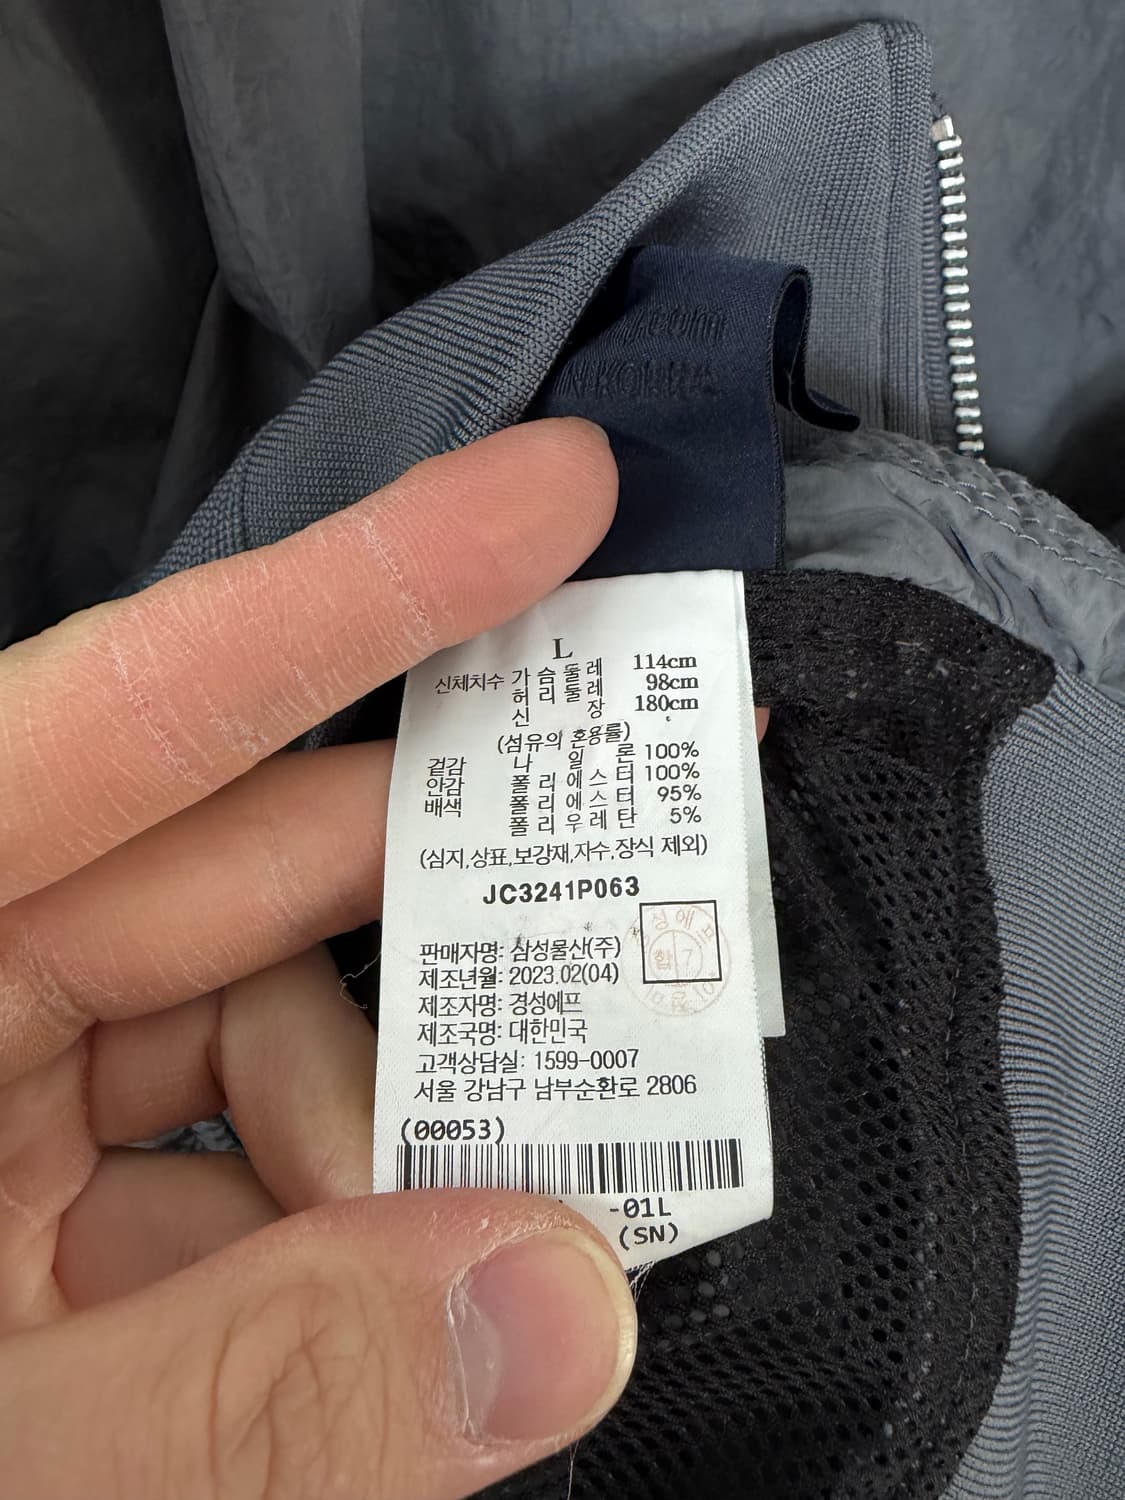 L
신체치수 가슴둘레 114cm
허리둘레 98cm
신장 180cm
(섬유의 혼용률)
겉감 나일론 100%
안감 폴리에스터 100%
배색 폴리에스터 95%
폴리우레탄 5%
(심지,상표,보강재,자수,장식 제외)
JC3241P063
판매자명: 삼성물산(주)
제조년월: 2023.02(04)
제조자명: 경성에프
제조국명: 대한민국
고객상담실: 1599-0007
서울 강남구 남부순환로 2806
(00053)
-01L
(SN)